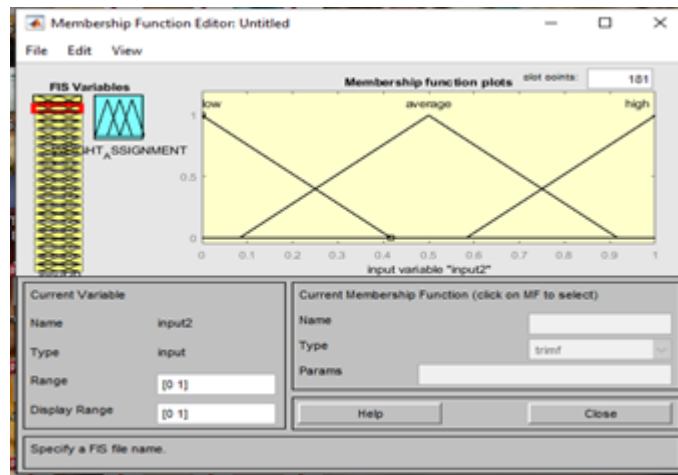 Membership Function Editor: Untitled
File Edit View
FIS Variables
Membership function plots plot points: 181
low average high
1
0.5
0
0 0.1 0.2 0.3 0.4 0.5 0.6 0.7 0.8 0.9 1
input variable "input2"
Current Variable
Name input2
Type input
Range [0 1]
Display Range [0 1]
Current Membership Function (click on MF to select)
Name
Type trimf
Params
Help Close
Specify a FIS file name.